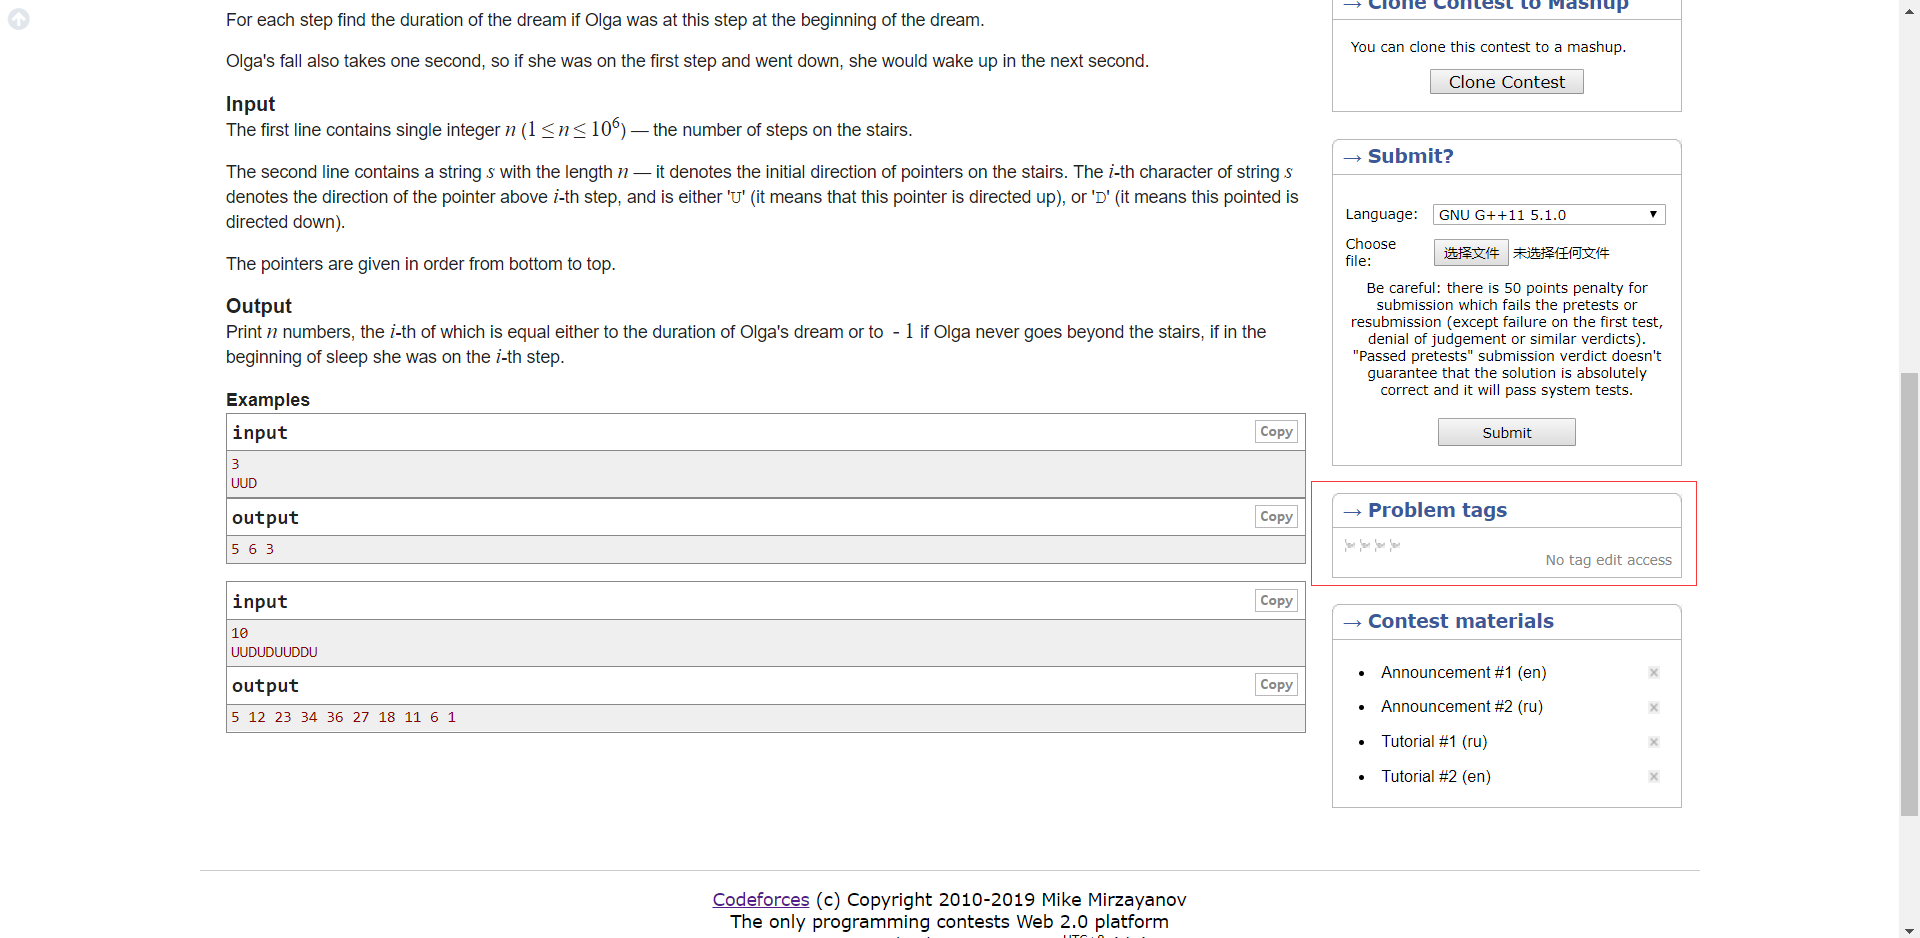 For each step find the duration of the dream if Olga was at this step at the beginning of the dream.
Olga's fall also takes one second, so if she was on the first step and went down, she would wake up in the next second.
Input
The first line contains single integer n (1 ≤ n ≤ 10^6) — the number of steps on the stairs.
The second line contains a string s with the length n — it denotes the initial direction of pointers on the stairs. The i-th character of string s
denotes the direction of the pointer above i-th step, and is either 'U' (it means that this pointer is directed up), or 'D' (it means this pointed is
directed down).
The pointers are given in order from bottom to top.
Output
Print n numbers, the i-th of which is equal either to the duration of Olga's dream or to - 1 if Olga never goes beyond the stairs, if in the
beginning of sleep she was on the i-th step.
Examples
input
Copy
3
UUD
output
Copy
5 6 3
input
Copy
10
UUDUDUUDDU
output
Copy
5 12 23 34 36 27 18 11 6 1
→ Clone Contest to Mashup
You can clone this contest to a mashup.
Clone Contest
→ Submit?
Language:
GNU G++11 5.1.0
Choose
file:
选择文件 未选择任何文件
Be careful: there is 50 points penalty for
submission which fails the pretests or
resubmission (except failure on the first test,
denial of judgement or similar verdicts).
"Passed pretests" submission verdict doesn't
guarantee that the solution is absolutely
correct and it will pass system tests.
Submit
→ Problem tags
No tag edit access
→ Contest materials
Announcement #1 (en)
Announcement #2 (ru)
Tutorial #1 (ru)
Tutorial #2 (en)
Codeforces (c) Copyright 2010-2019 Mike Mirzayanov
The only programming contests Web 2.0 platform